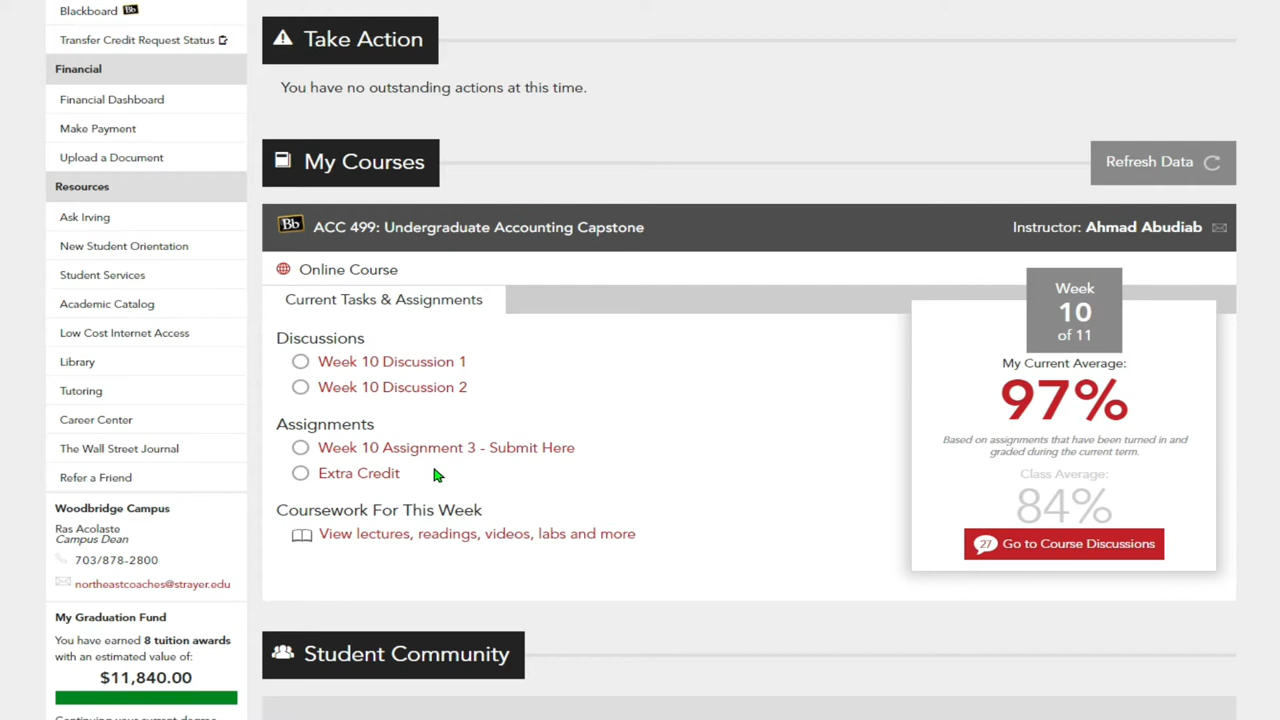 Blackboard Bb
Transfer Credit Request Status
Financial
Financial Dashboard
Make Payment
Upload a Document
Resources
Ask Irving
New Student Orientation
Student Services
Academic Catalog
Low Cost Internet Access
Library
Tutoring
Career Center
The Wall Street Journal
Refer a Friend
Woodbridge Campus
Ras Acolaste
Campus Dean
703/878-2800
northeastcoaches@strayer.edu
My Graduation Fund
You have earned 8 tuition awards
with an estimated value of:
$11,840.00
Continuing your current degree
Take Action
You have no outstanding actions at this time.
My Courses
Refresh Data
Bb ACC 499: Undergraduate Accounting Capstone
Instructor: Ahmad Abudiab
Online Course
Current Tasks & Assignments
Discussions
Week 10 Discussion 1
Week 10 Discussion 2
Assignments
Week 10 Assignment 3 - Submit Here
Extra Credit
Coursework For This Week
View lectures, readings, videos, labs and more
Week
10
of 11
My Current Average:
97%
Based on assignments that have been turned in and
graded during the current term.
Class Average:
84%
27 Go to Course Discussions
Student Community